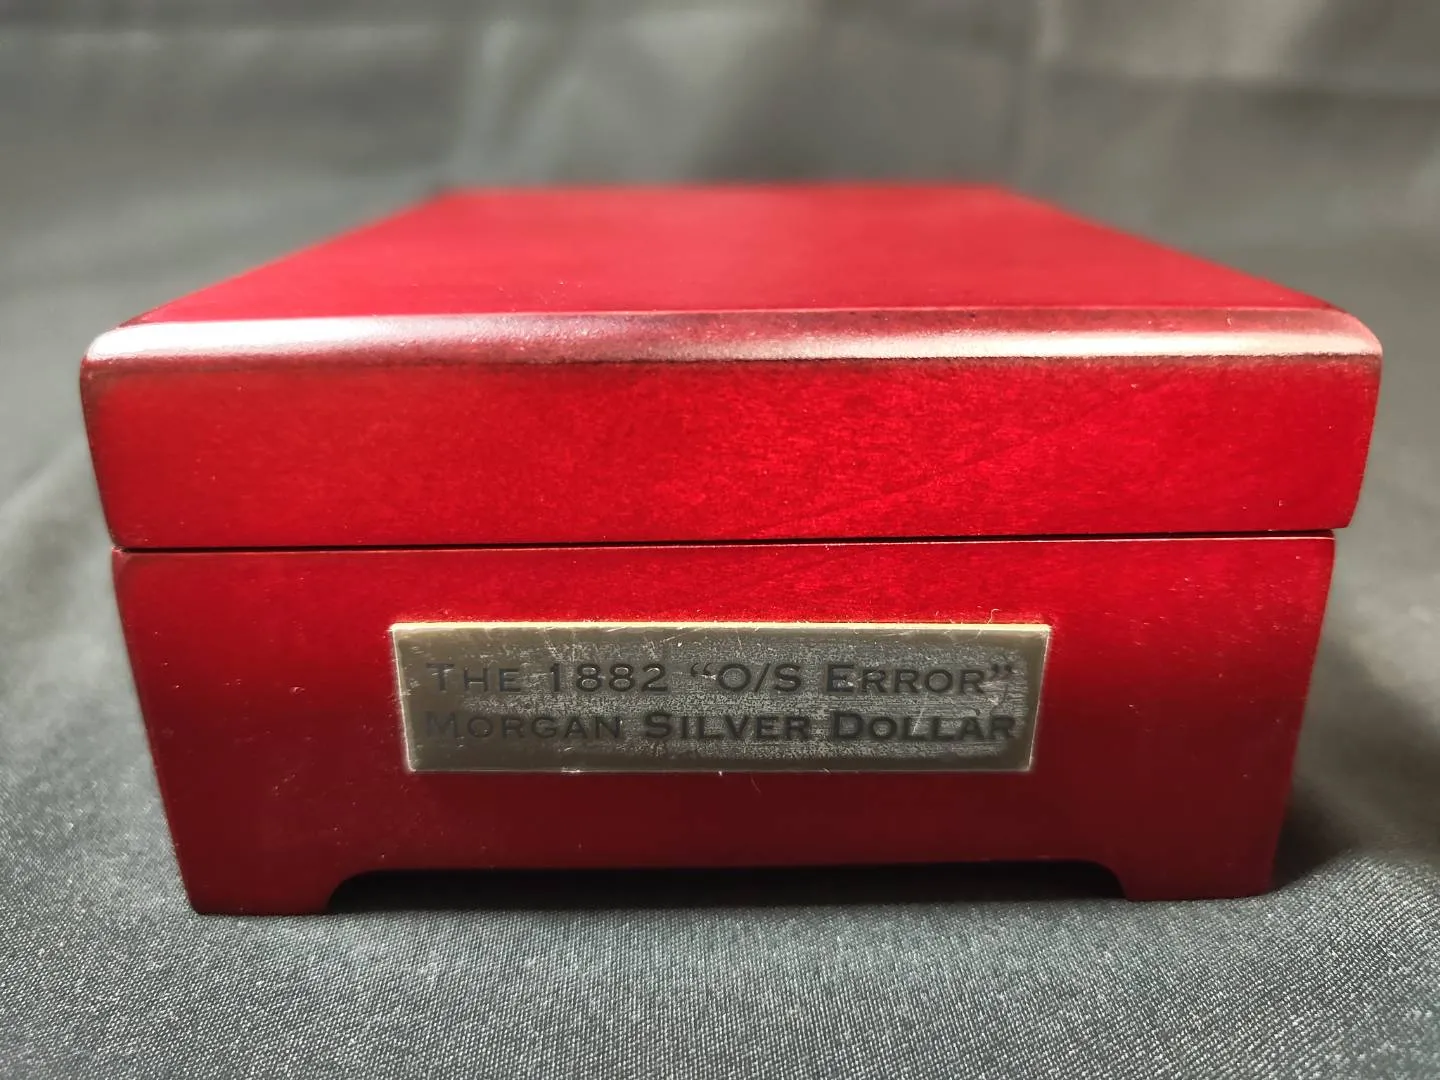 The 1882 “O/S Error”
Morgan Silver Dollar